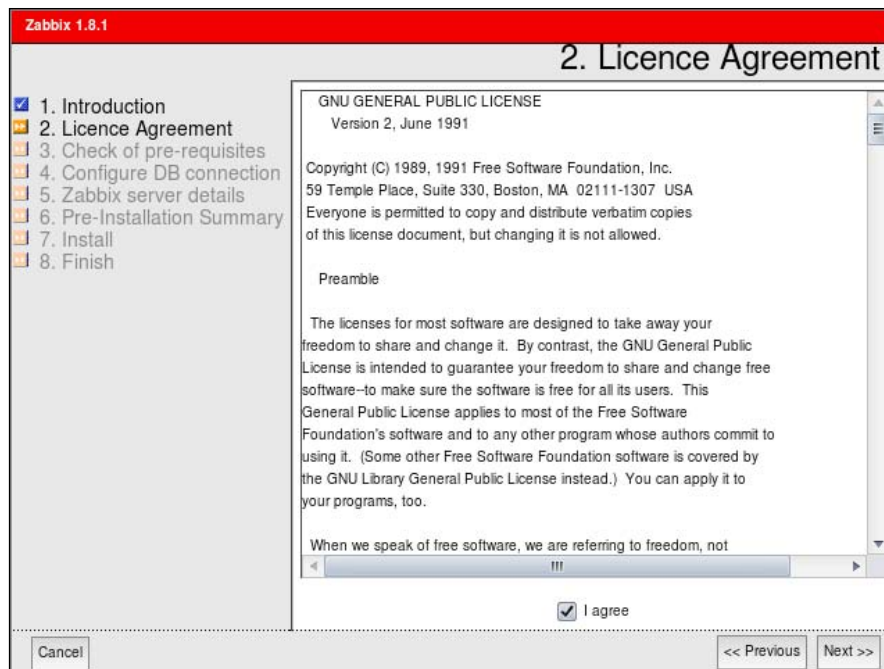 Zabbix 1.8.1
2. Licence Agreement
1. Introduction
2. Licence Agreement
3. Check of pre-requisites
4. Configure DB connection
5. Zabbix server details
6. Pre-Installation Summary
7. Install
8. Finish
GNU GENERAL PUBLIC LICENSE
Version 2, June 1991
Copyright (C) 1989, 1991 Free Software Foundation, Inc.
59 Temple Place, Suite 330, Boston, MA  02111-1307  USA
Everyone is permitted to copy and distribute verbatim copies
of this license document, but changing it is not allowed.
Preamble
The licenses for most software are designed to take away your
freedom to share and change it.  By contrast, the GNU General Public
License is intended to guarantee your freedom to share and change free
software--to make sure the software is free for all its users.  This
General Public License applies to most of the Free Software
Foundation's software and to any other program whose authors commit to
using it.  (Some other Free Software Foundation software is covered by
the GNU Library General Public License instead.)  You can apply it to
your programs, too.
When we speak of free software, we are referring to freedom, not
I agree
Cancel
<< Previous
Next >>